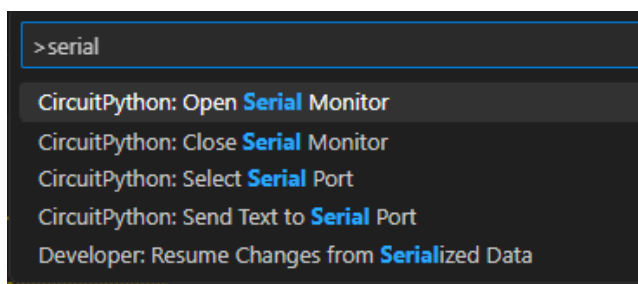 >serial
CircuitPython: Open Serial Monitor
CircuitPython: Close Serial Monitor
CircuitPython: Select Serial Port
CircuitPython: Send Text to Serial Port
Developer: Resume Changes from Serialized Data